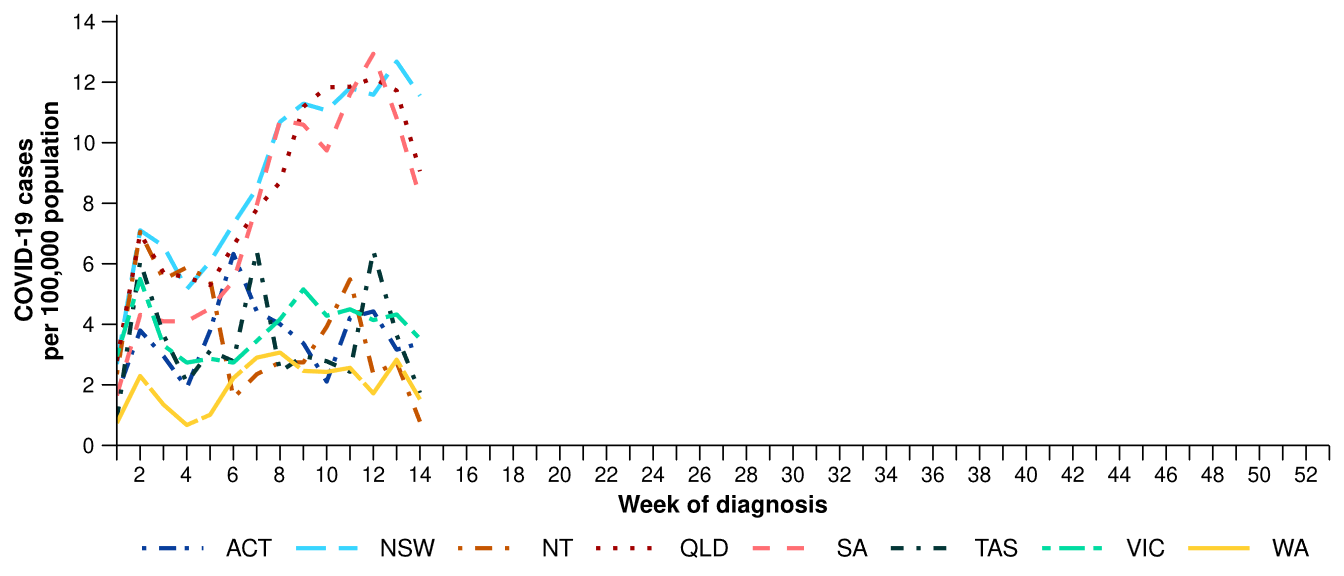 14
12
10
8
6
4
2
0
COVID-19 cases
per 100,000 population
2 4 6 8 10 12 14 16 18 20 22 24 26 28 30 32 34 36 38 40 42 44 46 48 50 52
Week of diagnosis
ACT NSW NT QLD SA TAS VIC WA